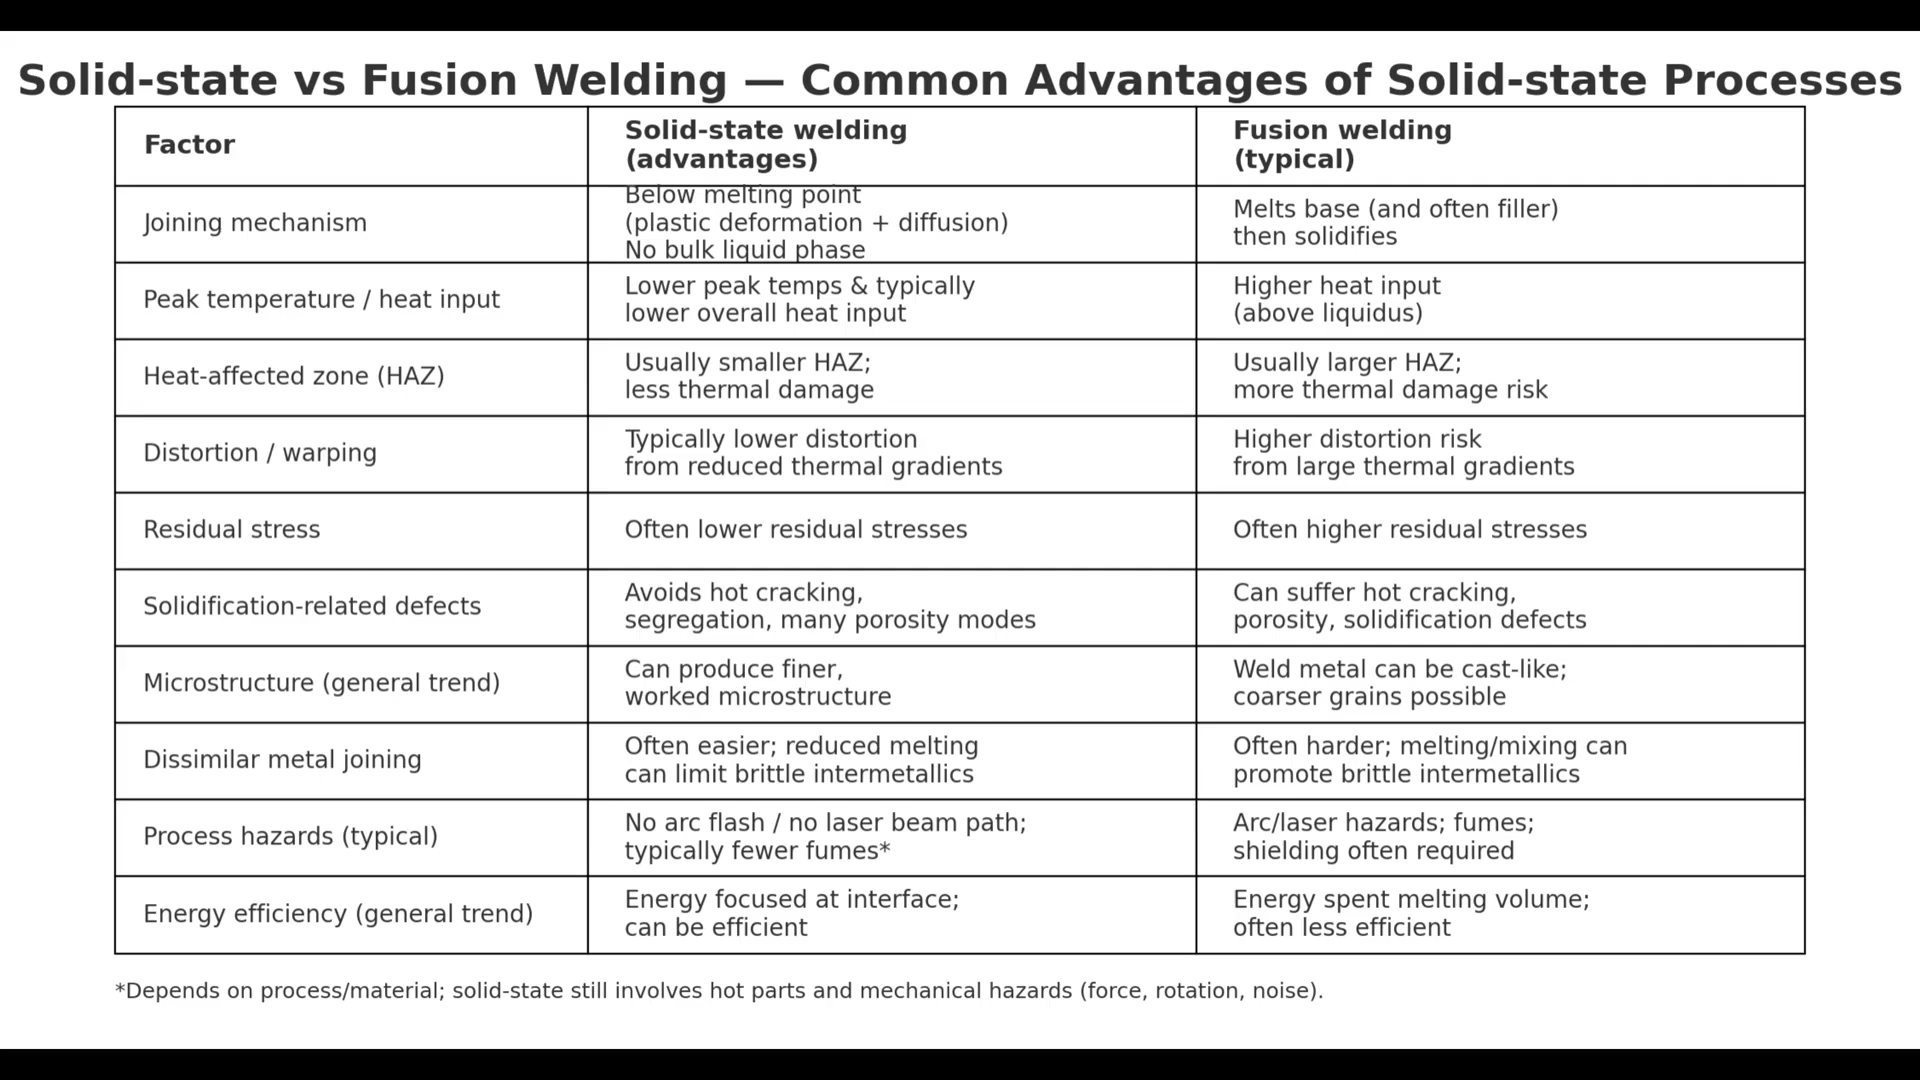 Solid-state vs Fusion Welding — Common Advantages of Solid-state Processes
Factor
Solid-state welding
(advantages)
Fusion welding
(typical)
Joining mechanism
Below melting point
(plastic deformation + diffusion)
No bulk liquid phase
Melts base (and often filler)
then solidifies
Peak temperature / heat input
Lower peak temps & typically
lower overall heat input
Higher heat input
(above liquidus)
Heat-affected zone (HAZ)
Usually smaller HAZ;
less thermal damage
Usually larger HAZ;
more thermal damage risk
Distortion / warping
Typically lower distortion
from reduced thermal gradients
Higher distortion risk
from large thermal gradients
Residual stress
Often lower residual stresses
Often higher residual stresses
Solidification-related defects
Avoids hot cracking,
segregation, many porosity modes
Can suffer hot cracking,
porosity, solidification defects
Microstructure (general trend)
Can produce finer,
worked microstructure
Weld metal can be cast-like;
coarser grains possible
Dissimilar metal joining
Often easier; reduced melting
can limit brittle intermetallics
Often harder; melting/mixing can
promote brittle intermetallics
Process hazards (typical)
No arc flash / no laser beam path;
typically fewer fumes*
Arc/laser hazards; fumes;
shielding often required
Energy efficiency (general trend)
Energy focused at interface;
can be efficient
Energy spent melting volume;
often less efficient
*Depends on process/material; solid-state still involves hot parts and mechanical hazards (force, rotation, noise).